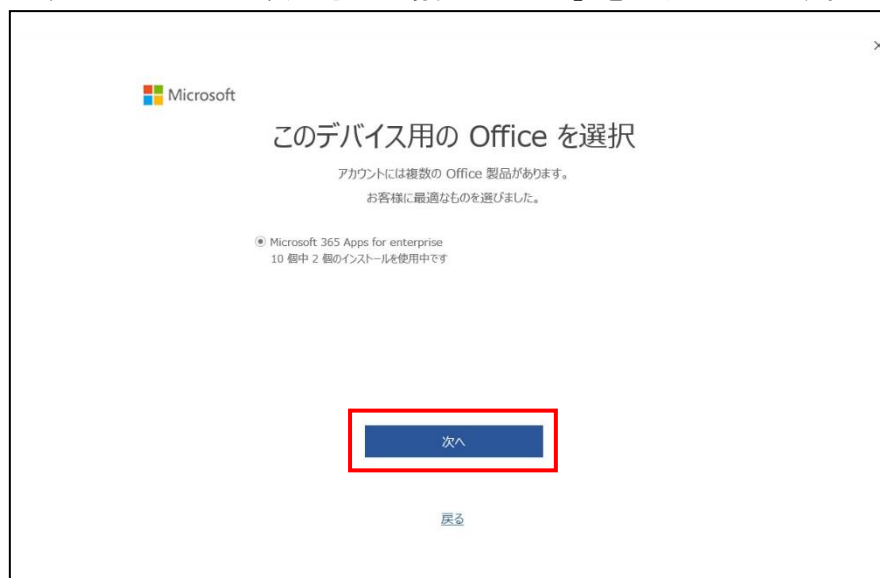 Microsoft
このデバイス用の Office を選択
アカウントには複数の Office 製品があります。
お客様に最適なものを選びました。
Microsoft 365 Apps for enterprise
10 個中 2 個のインストールを使用中です
次へ
戻る